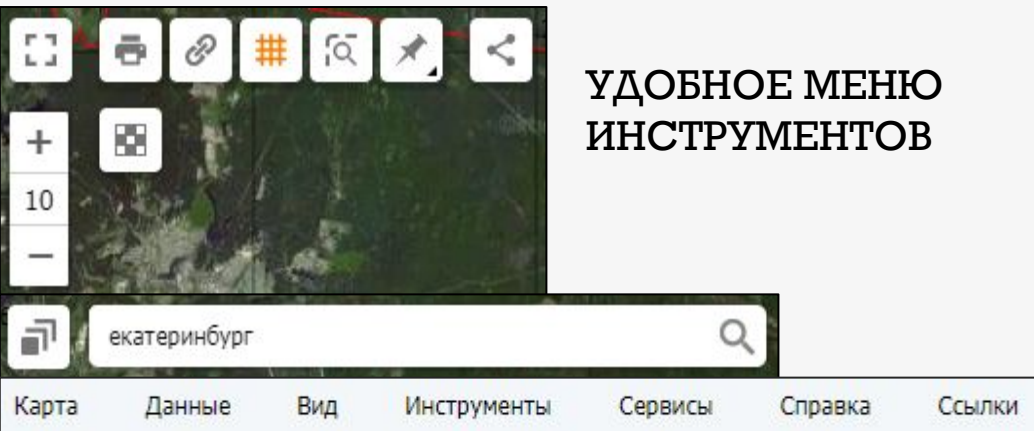 УДОБНОЕ МЕНЮ
ИНСТРУМЕНТОВ
10
екатеринбург
Карта Данные Вид Инструменты Сервисы Справка Ссылки